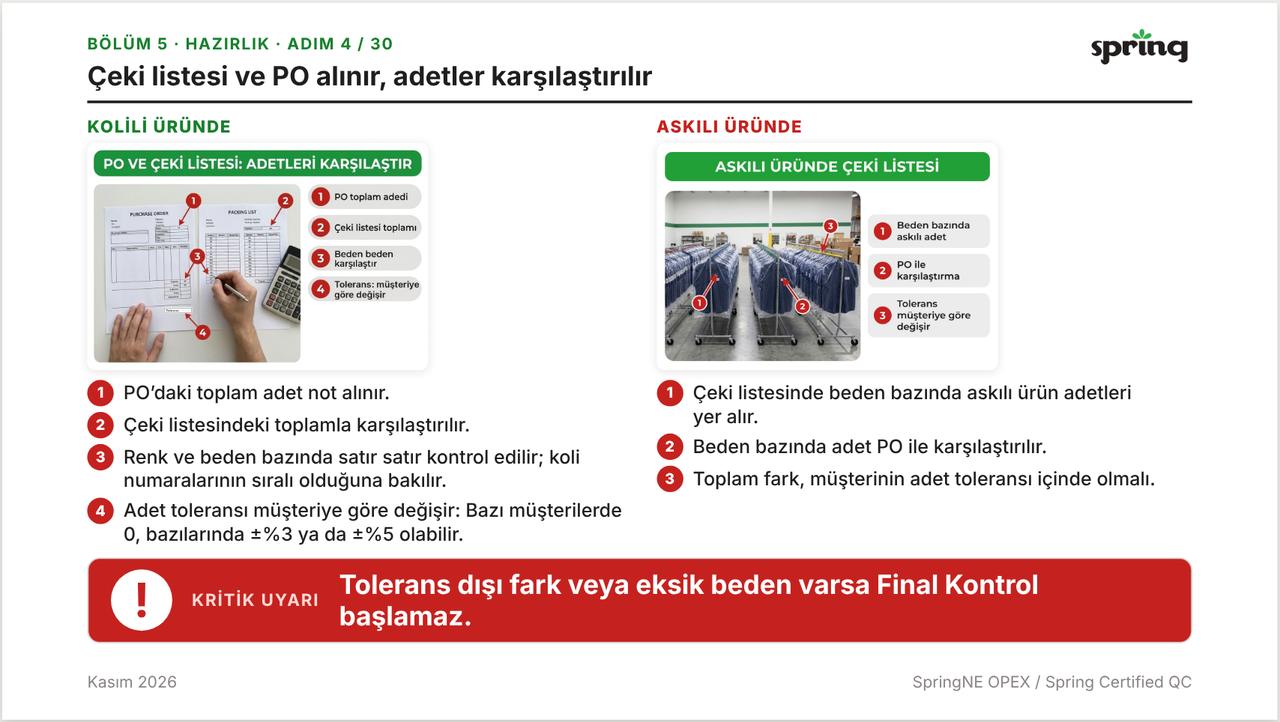 BÖLÜM 5 · HAZIRLIK · ADIM 4 / 30
spring
Çeki listesi ve PO alınır, adetler karşılaştırılır
KOLİLİ ÜRÜNDE
PO VE ÇEKİ LİSTESİ: ADETLERİ KARŞILAŞTIR
PURCHASE ORDER
PACKING LIST
1
2
3
4
1 PO toplam adedi
2 Çeki listesi toplamı
3 Beden beden
karşılaştır
4 Tolerans: müşteriye
göre değişir
1 PO’daki toplam adet not alınır.
2 Çeki listesindeki toplamla karşılaştırılır.
3 Renk ve beden bazında satır satır kontrol edilir; koli
numaralarının sıralı olduğuna bakılır.
4 Adet toleransı müşteriye göre değişir: Bazı müşterilerde
0, bazılarında ±%3 ya da ±%5 olabilir.
ASKILI ÜRÜNDE
ASKILI ÜRÜNDE ÇEKİ LİSTESİ
3
1
2
1 Beden bazında
askılı adet
2 PO ile
karşılaştırma
3 Tolerans
müşteriye göre
değişir
1 Çeki listesinde beden bazında askılı ürün adetleri
yer alır.
2 Beden bazında adet PO ile karşılaştırılır.
3 Toplam fark, müşterinin adet toleransı içinde olmalı.
!
KRİTİK UYARI
Tolerans dışı fark veya eksik beden varsa Final Kontrol
başlamaz.
Kasım 2026
SpringNE OPEX / Spring Certified QC